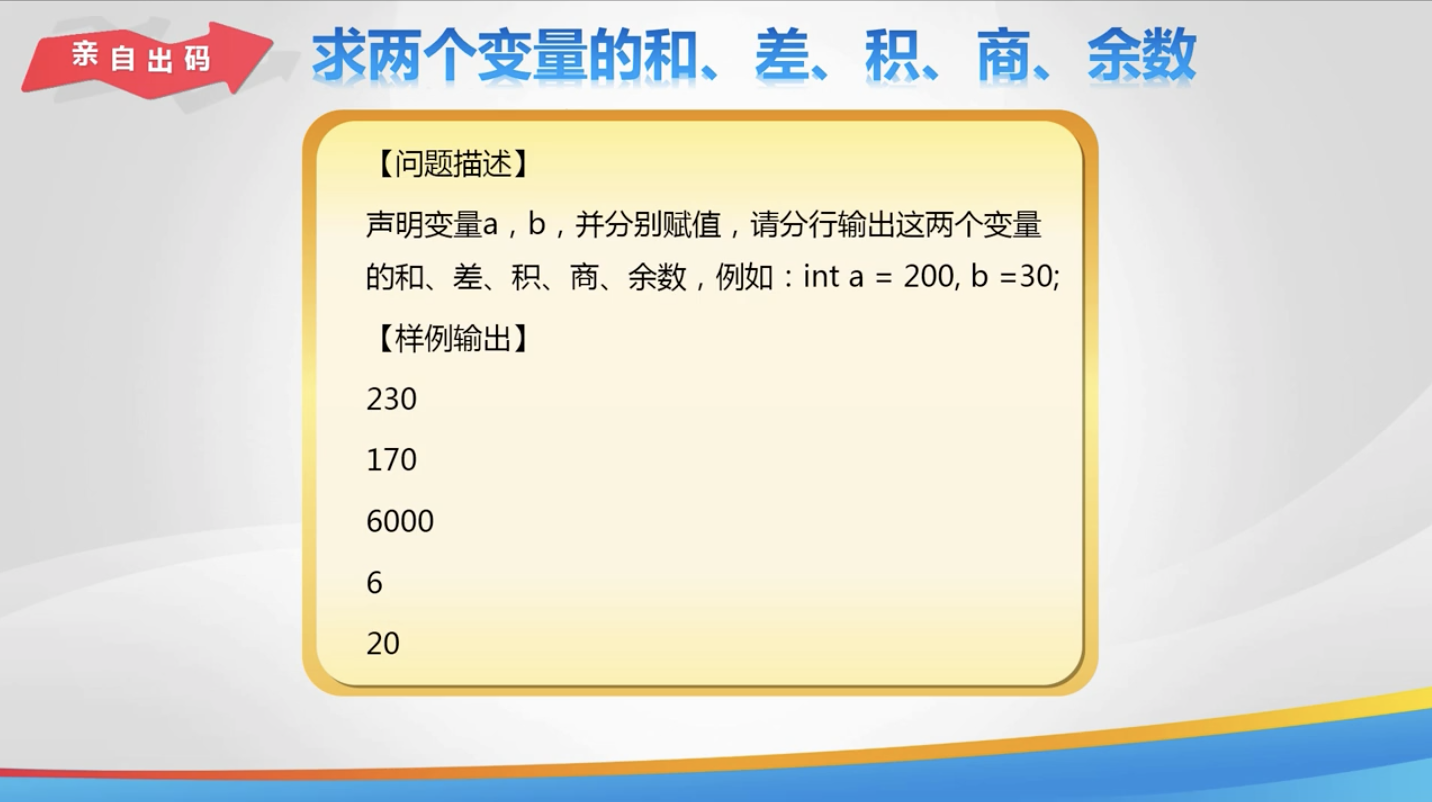 亲自出码
求两个变量的和、差、积、商、余数
【问题描述】
声明变量a，b，并分别赋值，请分行输出这两个变量
的和、差、积、商、余数，例如：int a = 200, b =30;
【样例输出】
230
170
6000
6
20